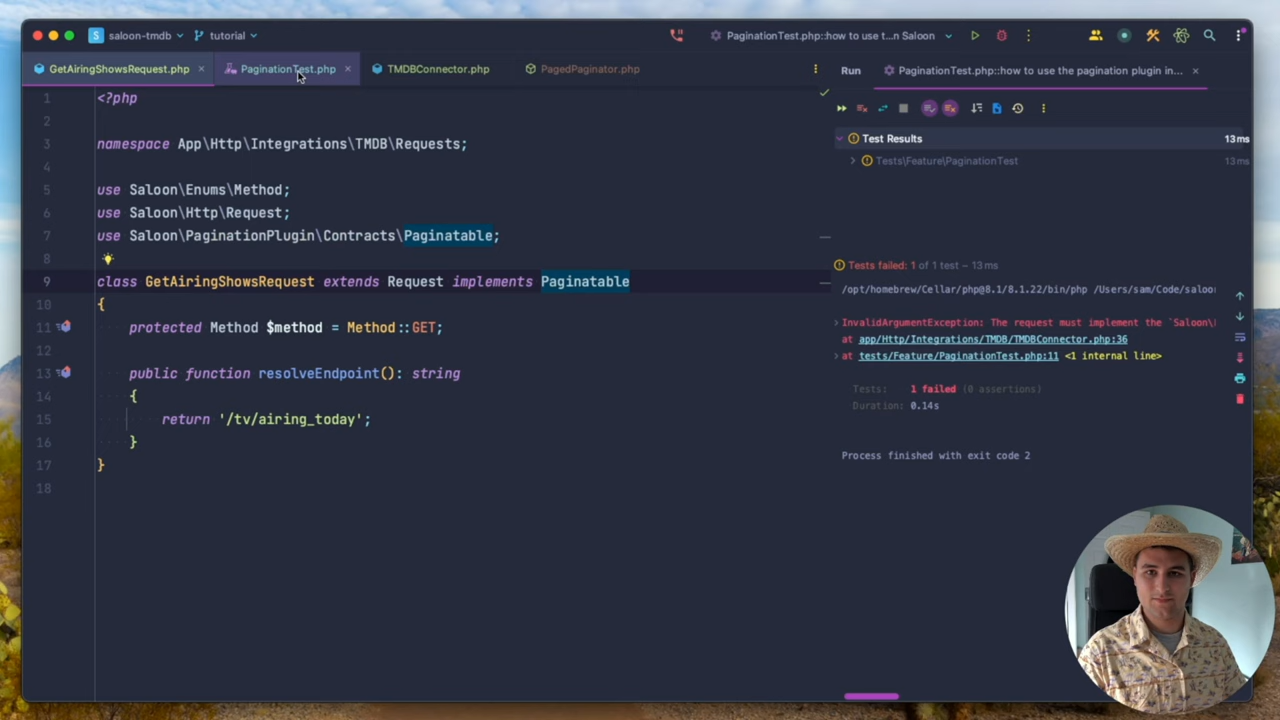 S saloon-tmdb tutorial PaginationTest.php::how to use t...n Saloon
GetAiringShowsRequest.php PaginationTest.php TMDBConnector.php PagedPaginator.php
Run PaginationTest.php::how to use the pagination plugin in...
1 <?php
2
3 namespace App\Http\Integrations\TMDB\Requests;
4
5 use Saloon\Enums\Method;
6 use Saloon\Http\Request;
7 use Saloon\PaginationPlugin\Contracts\Paginatable;
8
9 class GetAiringShowsRequest extends Request implements Paginatable
10 {
11 protected Method $method = Method::GET;
12
13 public function resolveEndpoint(): string
14 {
15 return '/tv/airing_today';
16 }
17 }
18
Test Results 13 ms
Tests\Feature\PaginationTest 13 ms
Tests failed: 1 of 1 test – 13 ms
/opt/homebrew/Cellar/php@8.1/8.1.22/bin/php /Users/sam/Code/saloo
InvalidArgumentException: The request must implement the `Saloon\
at app/Http/Integrations/TMDB/TMDBConnector.php:36
at tests/Feature/PaginationTest.php:11 <1 internal line>
Tests: 1 failed (0 assertions)
Duration: 0.14s
Process finished with exit code 2